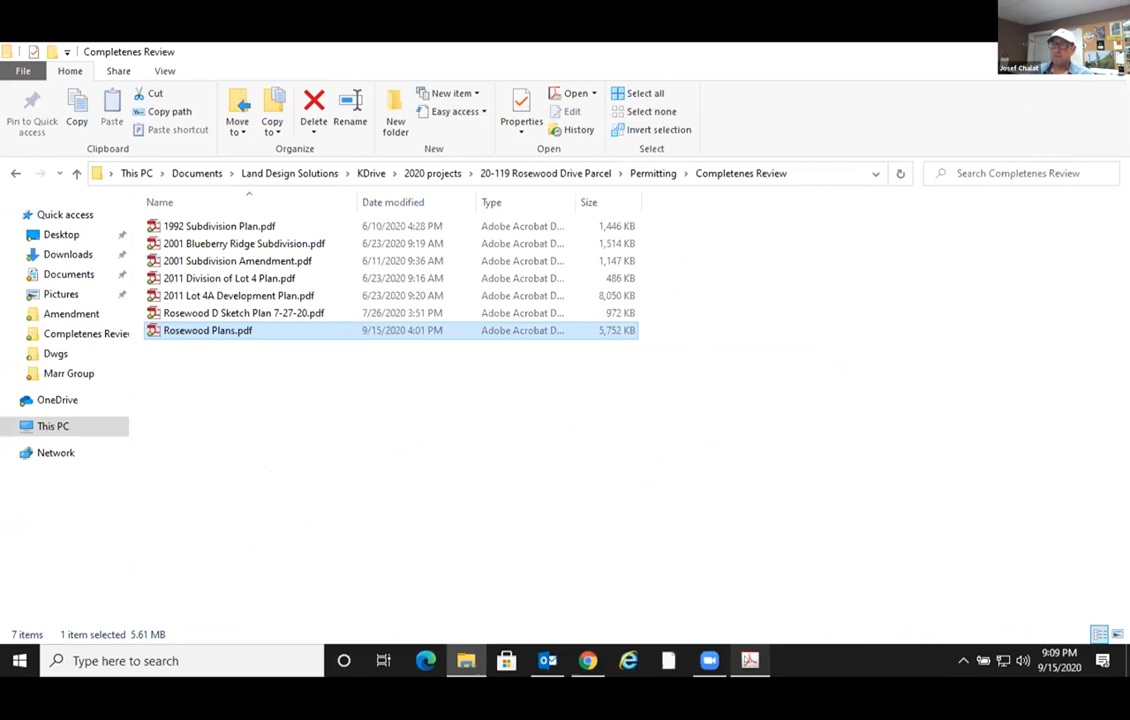 Completenes Review
Josef Chalat
File
Home
Share
View
Pin to Quick access
Copy
Paste
Cut
Copy path
Paste shortcut
Clipboard
Move to
Copy to
Delete
Rename
Organize
New folder
New item
Easy access
New
Properties
Open
Edit
History
Open
Select all
Select none
Invert selection
Select
This PC > Documents > Land Design Solutions > KDrive > 2020 projects > 20-119 Rosewood Drive Parcel > Permitting > Completenes Review
Search Completenes Review
Name Date modified Type Size
Quick access
Desktop
Downloads
Documents
Pictures
Amendment
Completenes Revie
Dwgs
Marr Group
OneDrive
This PC
Network
1992 Subdivision Plan.pdf 6/10/2020 4:28 PM Adobe Acrobat D... 1,446 KB
2001 Blueberry Ridge Subdivision.pdf 6/23/2020 9:19 AM Adobe Acrobat D... 1,514 KB
2001 Subdivision Amendment.pdf 6/11/2020 9:36 AM Adobe Acrobat D... 1,147 KB
2011 Division of Lot 4 Plan.pdf 6/23/2020 9:16 AM Adobe Acrobat D... 486 KB
2011 Lot 4A Development Plan.pdf 6/23/2020 9:20 AM Adobe Acrobat D... 8,050 KB
Rosewood D Sketch Plan 7-27-20.pdf 7/26/2020 3:51 PM Adobe Acrobat D... 972 KB
Rosewood Plans.pdf 9/15/2020 4:01 PM Adobe Acrobat D... 5,752 KB
7 items 1 item selected 5.61 MB
Type here to search
9:09 PM
9/15/2020